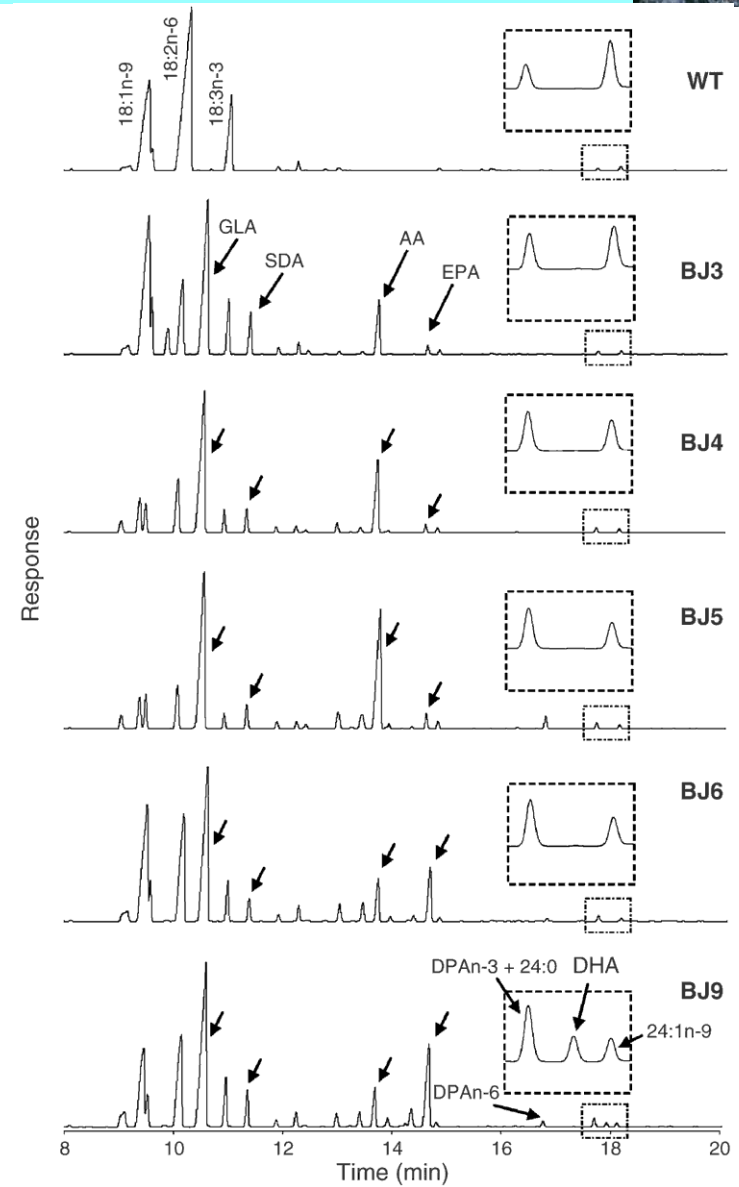 18:1n-9
18:2n-6
18:3n-3
WT
GLA
SDA
AA
EPA
BJ3
BJ4
BJ5
BJ6
DPAn-3 + 24:0
DHA
BJ9
24:1n-9
DPAn-6
Response
8 10 12 14 16 18 20
Time (min)